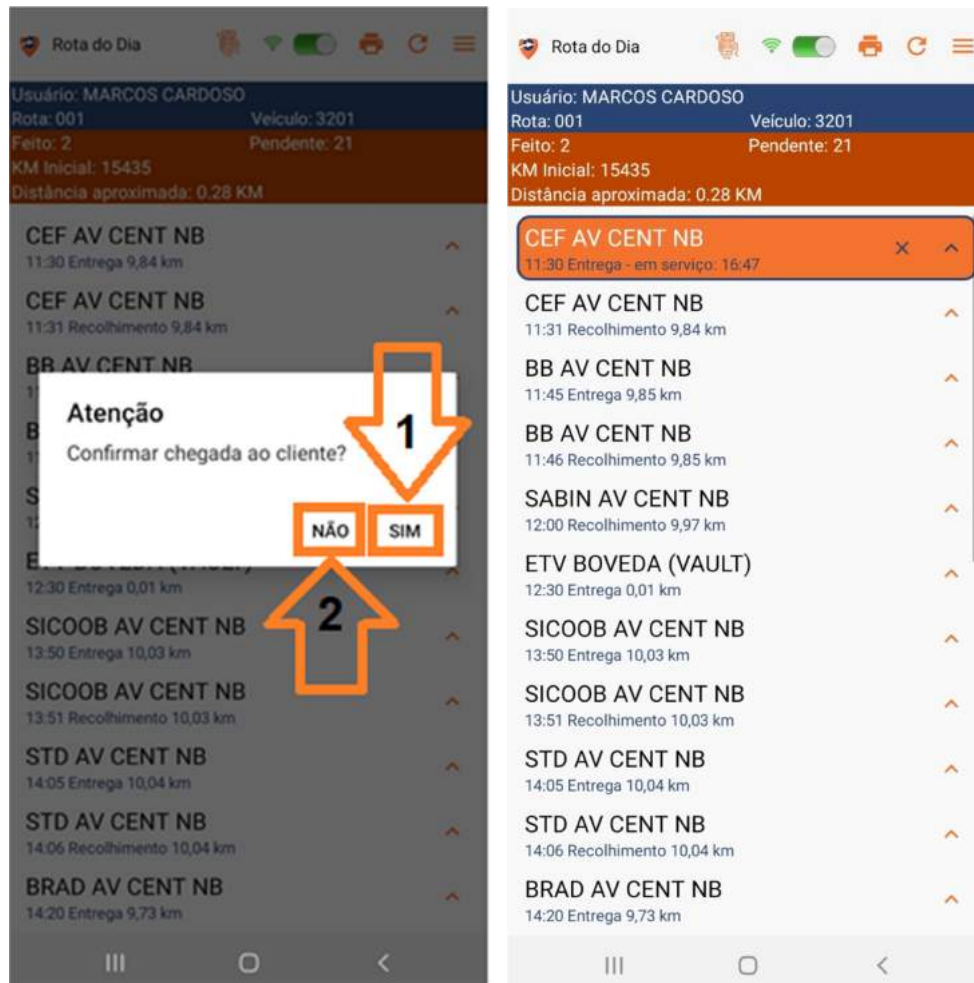 Rota do Dia
Usuário: MARCOS CARDOSO
Rota: 001 Veículo: 3201
Feito: 2 Pendente: 21
KM Inicial: 15435
Distância aproximada: 0.28 KM
CEF AV CENT NB
11:30 Entrega 9,84 km
CEF AV CENT NB
11:31 Recolhimento 9,84 km
BB AV CENT NB
Atenção
Confirmar chegada ao cliente?
1
NÃO SIM
2
12:30 Entrega 0,01 km
SICOOB AV CENT NB
13:50 Entrega 10,03 km
SICOOB AV CENT NB
13:51 Recolhimento 10,03 km
STD AV CENT NB
14:05 Entrega 10,04 km
STD AV CENT NB
14:06 Recolhimento 10,04 km
BRAD AV CENT NB
14:20 Entrega 9,73 km
Rota do Dia
Usuário: MARCOS CARDOSO
Rota: 001 Veículo: 3201
Feito: 2 Pendente: 21
KM Inicial: 15435
Distância aproximada: 0.28 KM
CEF AV CENT NB
11:30 Entrega - em serviço: 16:47
CEF AV CENT NB
11:31 Recolhimento 9,84 km
BB AV CENT NB
11:45 Entrega 9,85 km
BB AV CENT NB
11:46 Recolhimento 9,85 km
SABIN AV CENT NB
12:00 Recolhimento 9,97 km
ETV BOVEDA (VAULT)
12:30 Entrega 0,01 km
SICOOB AV CENT NB
13:50 Entrega 10,03 km
SICOOB AV CENT NB
13:51 Recolhimento 10,03 km
STD AV CENT NB
14:05 Entrega 10,04 km
STD AV CENT NB
14:06 Recolhimento 10,04 km
BRAD AV CENT NB
14:20 Entrega 9,73 km